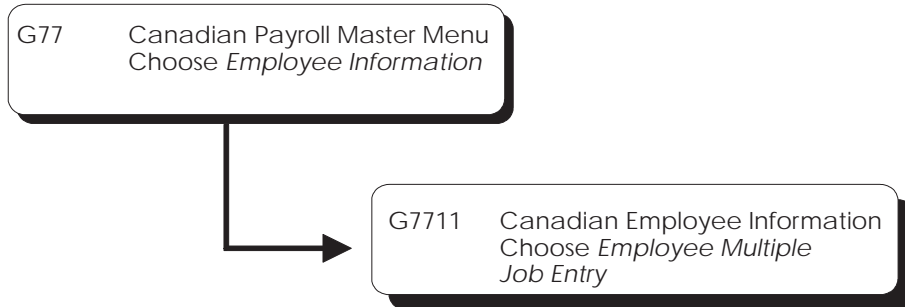 G77 Canadian Payroll Master Menu
Choose Employee Information
G7711 Canadian Employee Information
Choose Employee Multiple
Job Entry